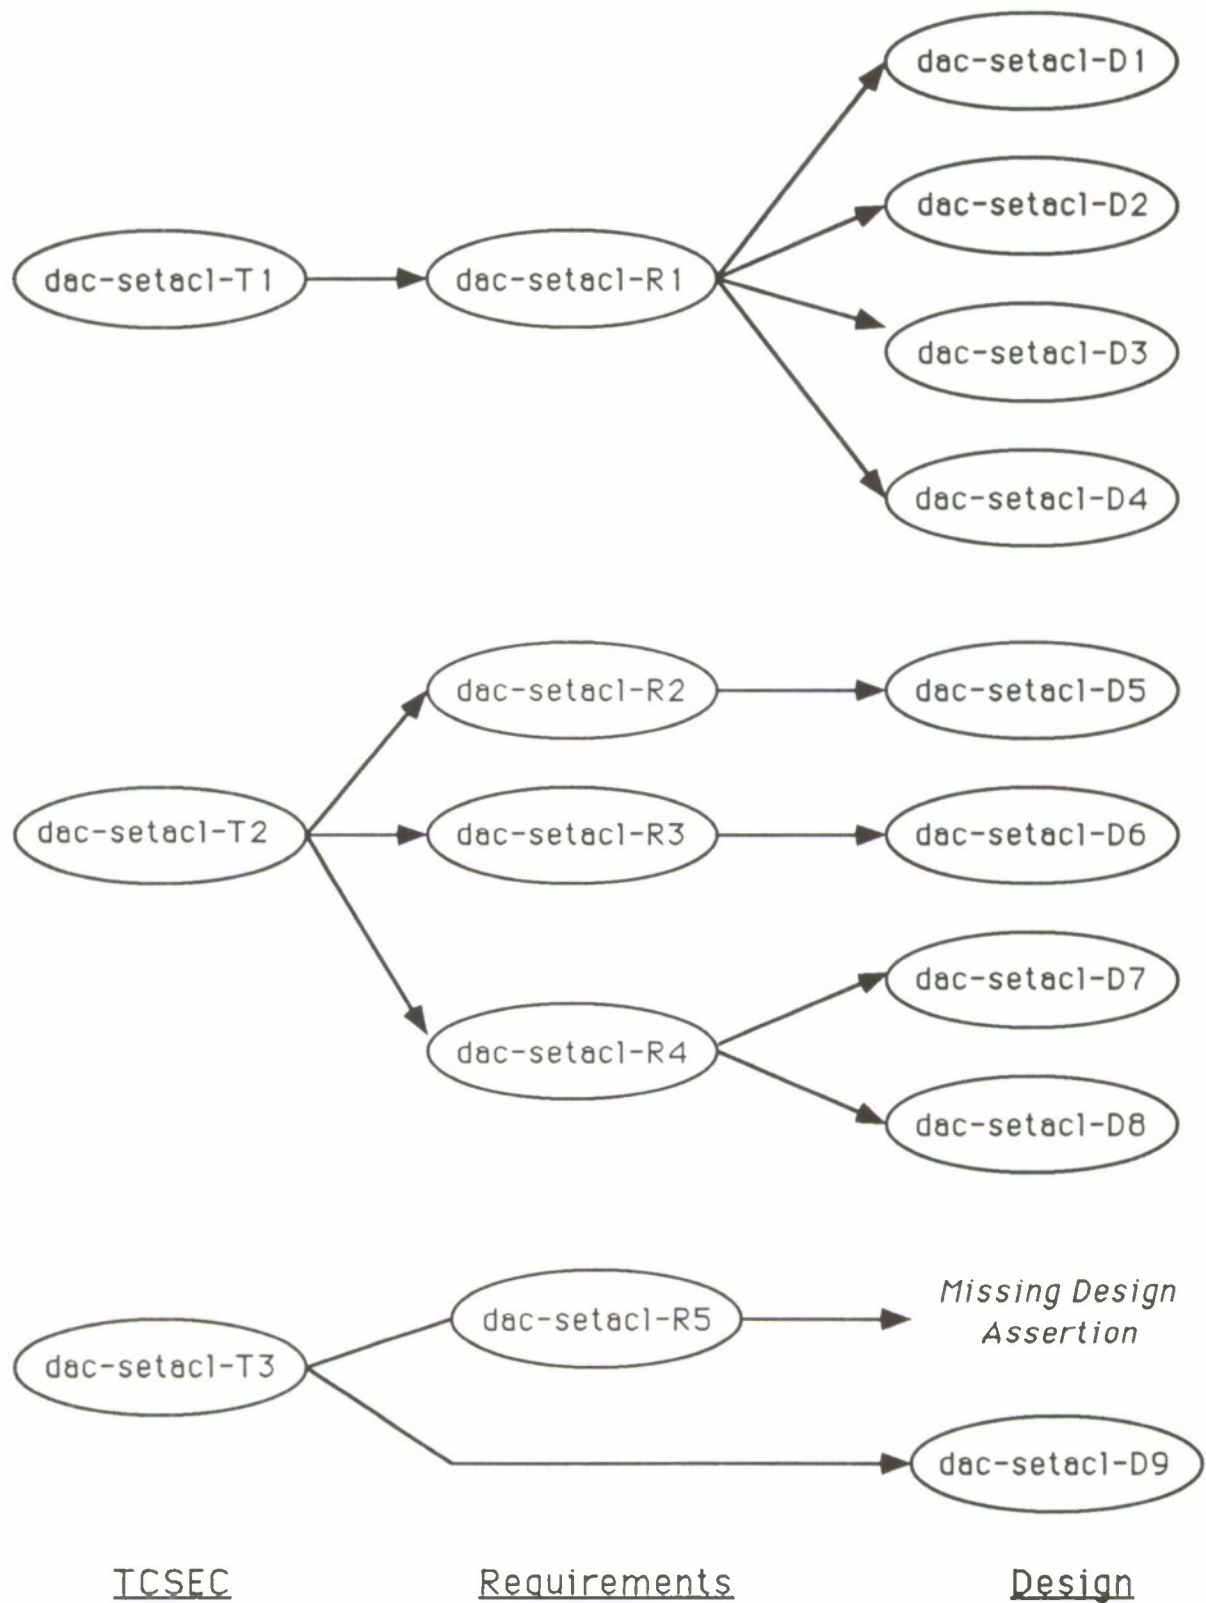 dac-setacl-D1
dac-setacl-D2
dac-setacl-T1
dac-setacl-R1
dac-setacl-D3
dac-setacl-D4
dac-setacl-R2
dac-setacl-D5
dac-setacl-T2
dac-setacl-R3
dac-setacl-D6
dac-setacl-D7
dac-setacl-R4
dac-setacl-D8
Missing Design
Assertion
dac-setacl-R5
dac-setacl-T3
dac-setacl-D9
TCSEC
Requirements
Design